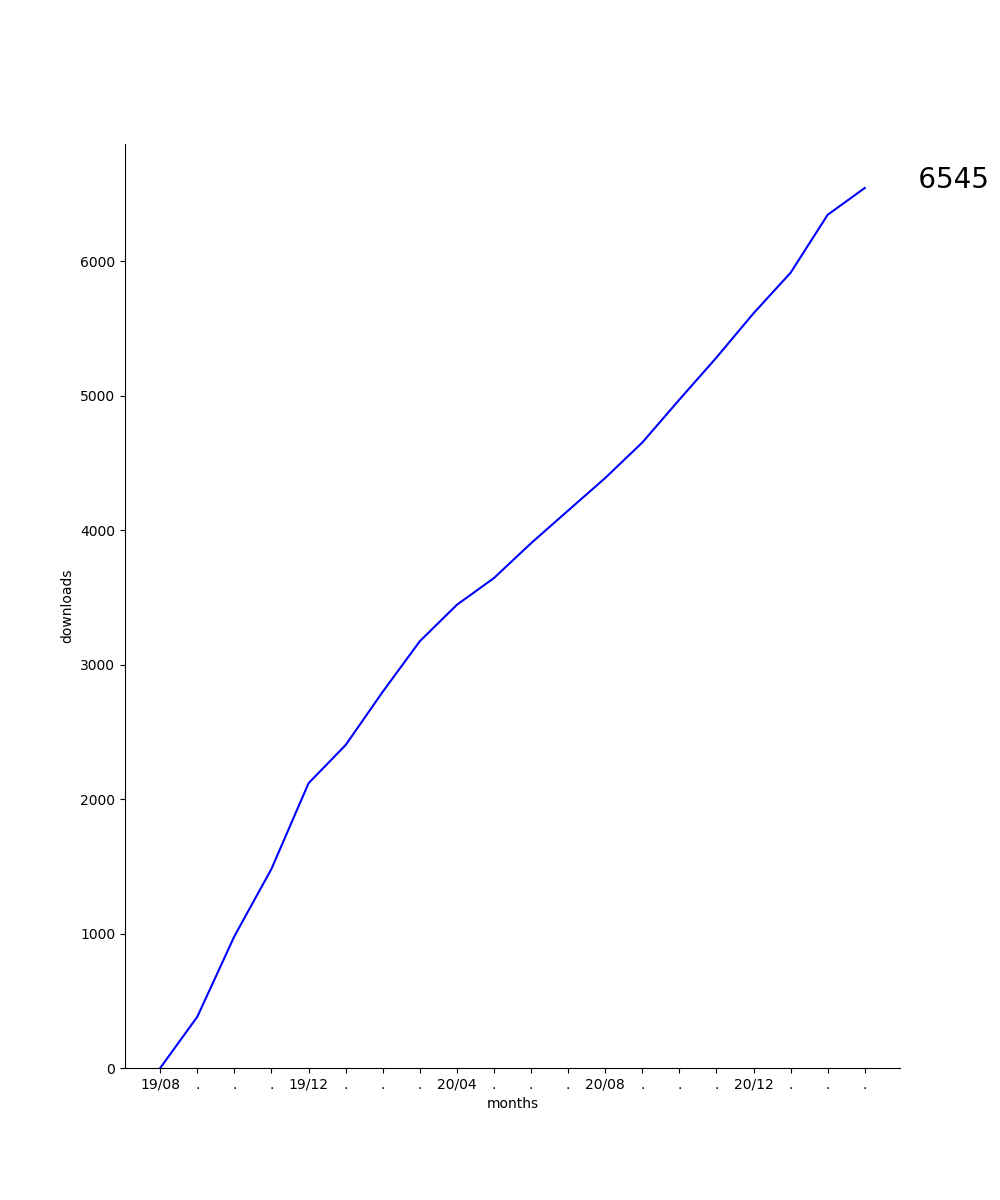 6545
6000
5000
4000
downloads
3000
2000
1000
0
19/08 . . . 19/12 . . . 20/04 . . . 20/08 . . . 20/12 . . .
months